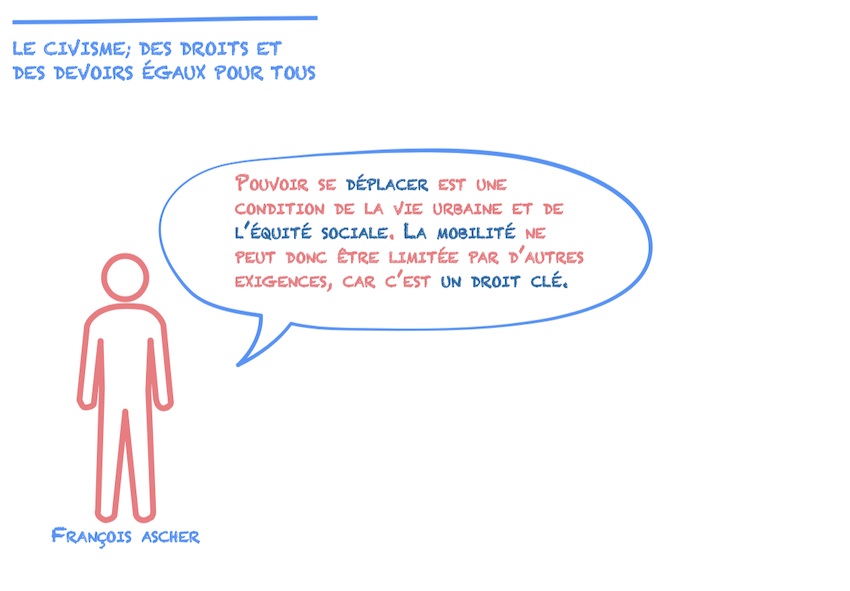 LE CIVISME; DES DROITS ET
DES DEVOIRS ÉGAUX POUR TOUS
POUVOIR SE DÉPLACER EST UNE
CONDITION DE LA VIE URBAINE ET DE
L'ÉQUITÉ SOCIALE. LA MOBILITÉ NE
PEUT DONC ÊTRE LIMITÉE PAR D'AUTRES
EXIGENCES, CAR C'EST UN DROIT CLÉ.
FRANÇOIS ASCHER